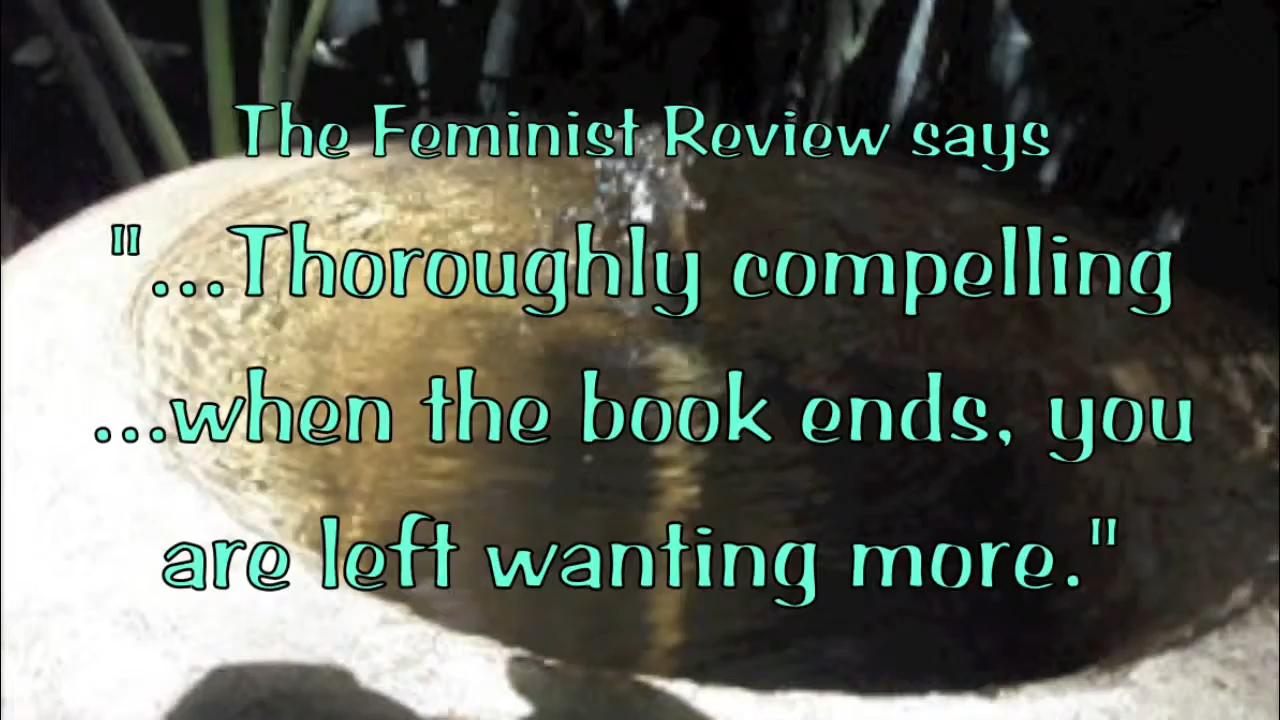 The Feminist Review says
"...Thoroughly compelling
...when the book ends, you
are left wanting more."